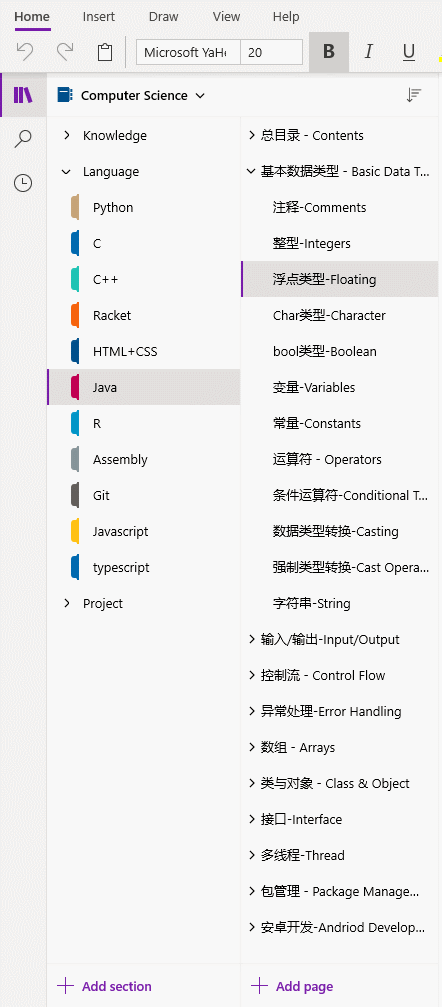 Home Insert Draw View Help
Microsoft YaHe 20 B I U
Computer Science
Knowledge
Language
Python
C
C++
Racket
HTML+CSS
Java
R
Assembly
Git
Javascript
typescript
Project
Add section
总目录 - Contents
基本数据类型 - Basic Data T...
注释-Comments
整型-Integers
浮点类型-Floating
Char类型-Character
bool类型-Boolean
变量-Variables
常量-Constants
运算符 - Operators
条件运算符-Conditional T...
数据类型转换-Casting
强制类型转换-Cast Opera...
字符串-String
输入/输出-Input/Output
控制流 - Control Flow
异常处理-Error Handling
数组 - Arrays
类与对象 - Class & Object
接口-Interface
多线程-Thread
包管理 - Package Manage...
安卓开发-Andriod Develop...
Add page